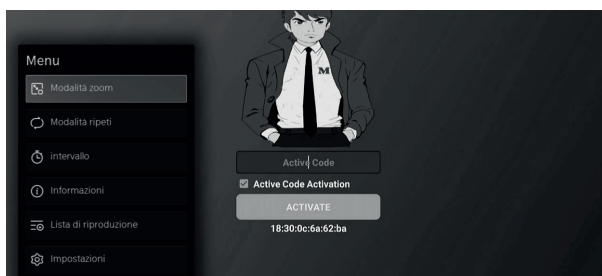 Menu
Modalità zoom
Modalità ripeti
intervallo
Informazioni
Lista di riproduzione
Impostazioni
M
Active Code
Active Code Activation
ACTIVATE
18:30:0c:6a:62:ba